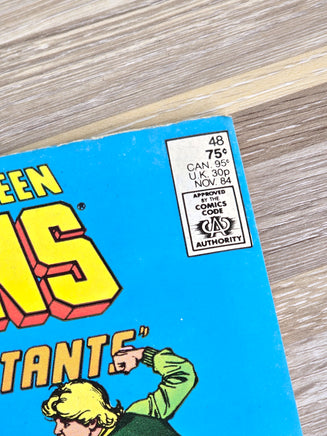 48
75¢
CAN. 95¢
U.K. 30p
NOV. 84
APPROVED
BY THE
COMICS
CODE
CA
AUTHORITY
EEN
NS®
TANTS"